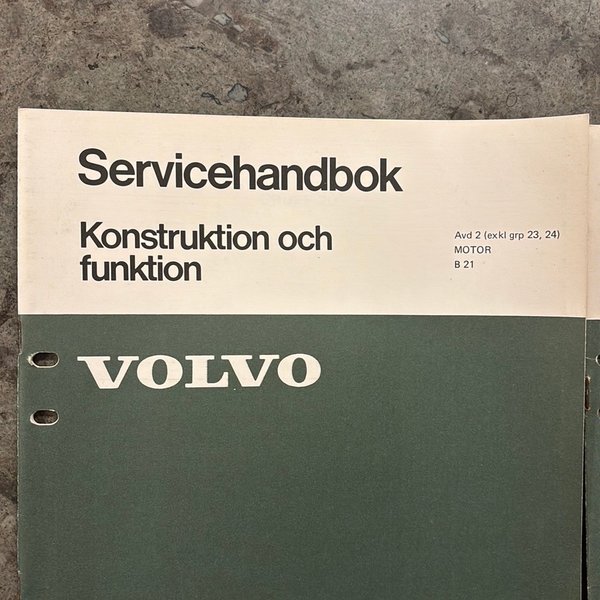 Servicehandbok
Konstruktion och
funktion
Avd 2 (exkl grp 23, 24)
MOTOR
B 21
VOLVO